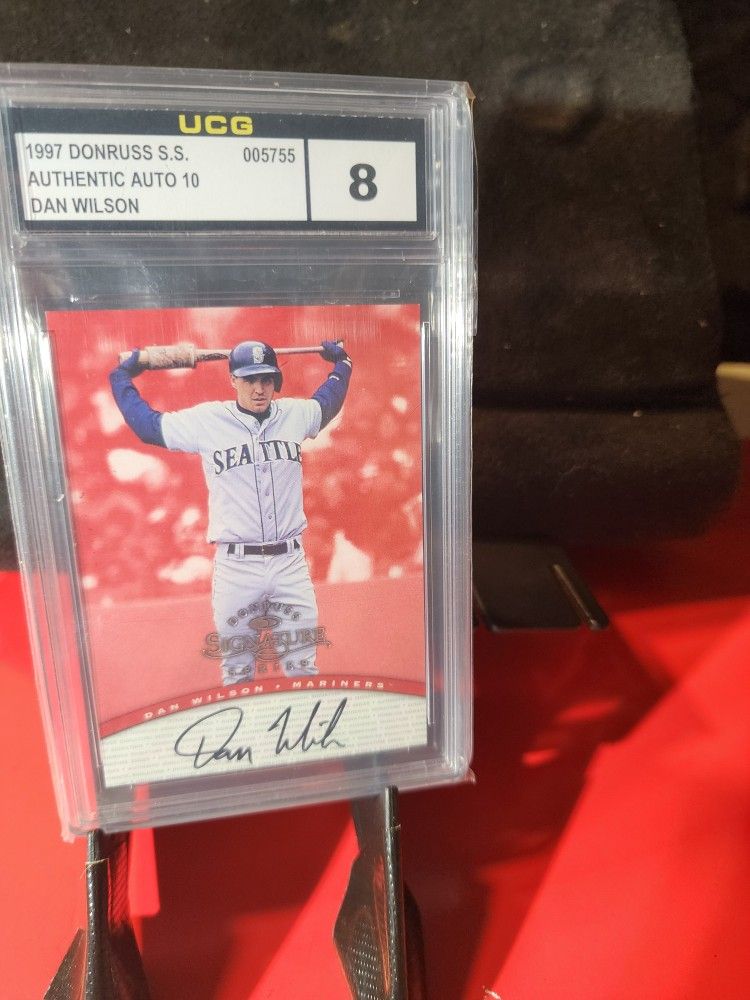 UCG
1997 DONRUSS S.S. 005755
AUTHENTIC AUTO 10
DAN WILSON
8
S
SEATTLE
DONRUSS
SIGNATURE
SERIES
DAN WILSON • MARINERS
Dan Wilson